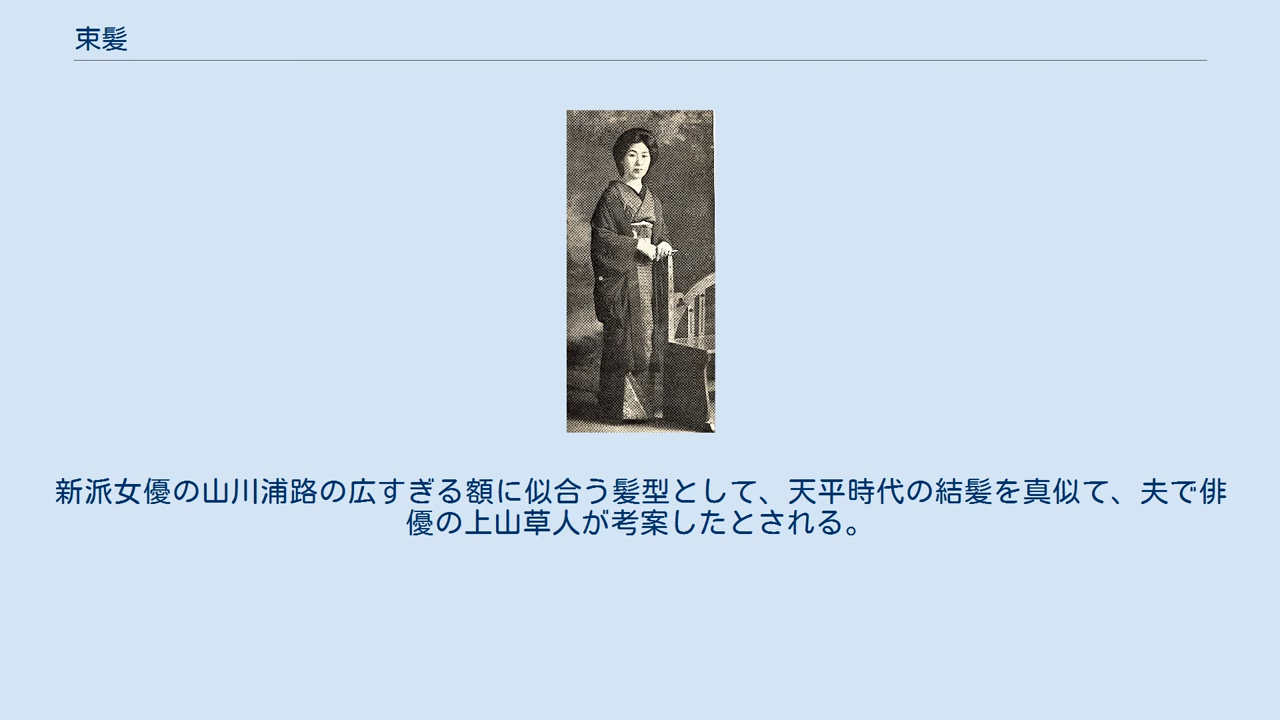 束髪
新派女優の山川浦路の広すぎる額に似合う髪型として、天平時代の結髪を真似て、夫で俳
優の上山草人が考案したとされる。